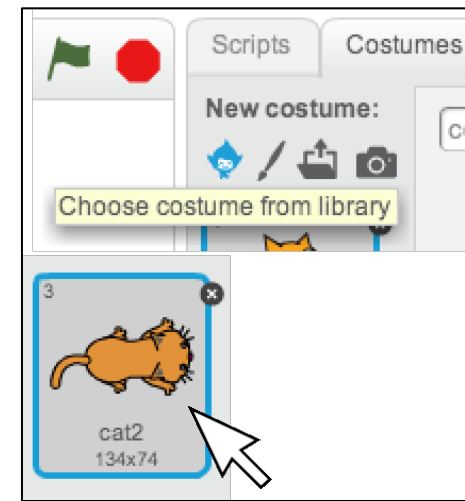 Scripts Costumes
New costume:
Choose costume from library
3
cat2
134x74